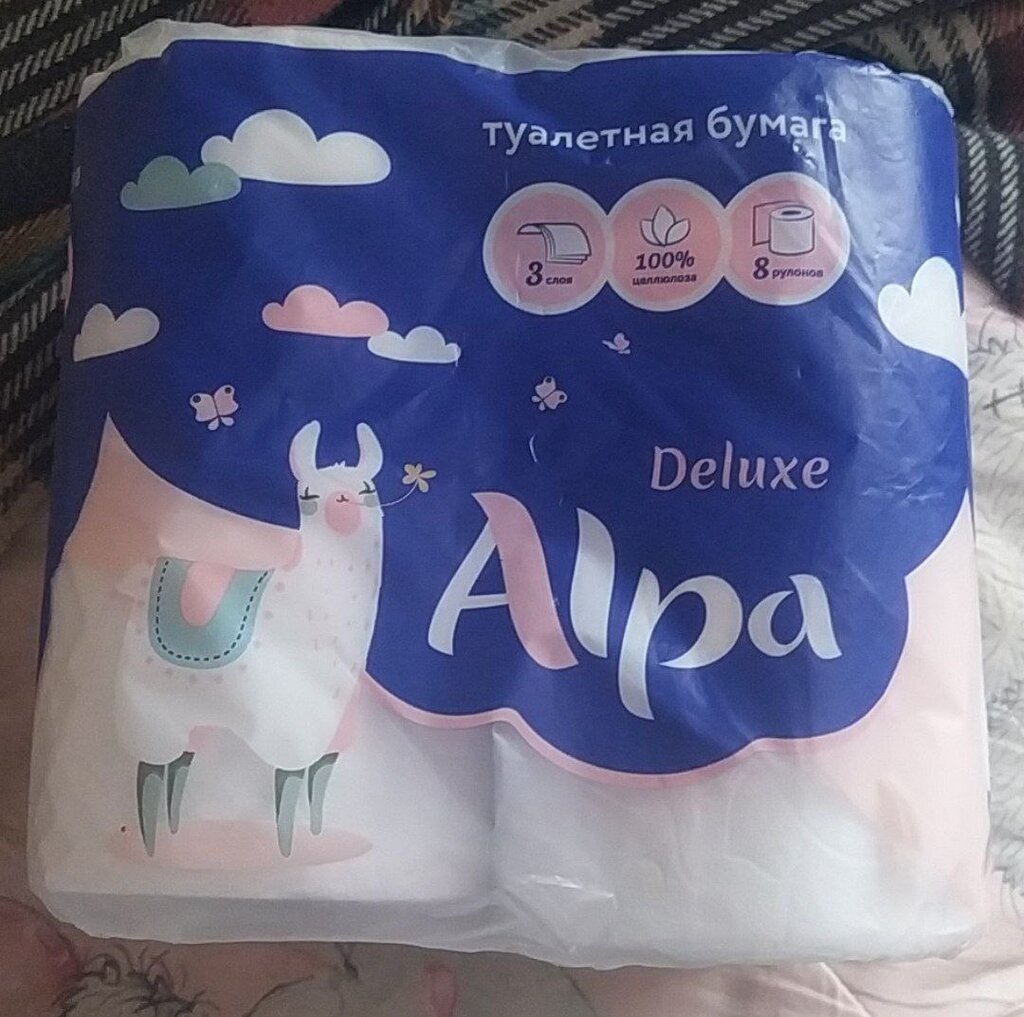 туалетная бумага
3 слоя
100%
целлюлоза
8 рулонов
Deluxe
Alpa